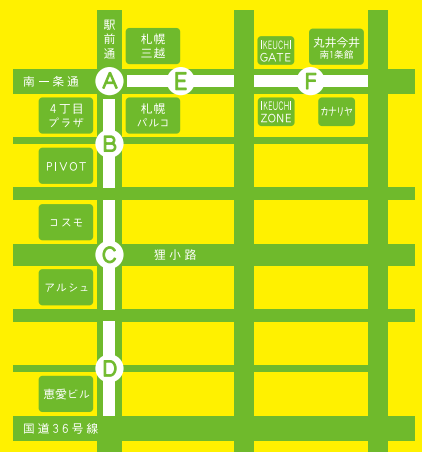 駅前通
札幌
三越
IKEUCHI
GATE
丸井今井
南1条館
南一条通
A
E
F
4丁目
プラザ
札幌
パルコ
IKEUCHI
ZONE
カナリヤ
B
PIVOT
コスモ
C
狸小路
アルシュ
D
恵愛ビル
国道36号線